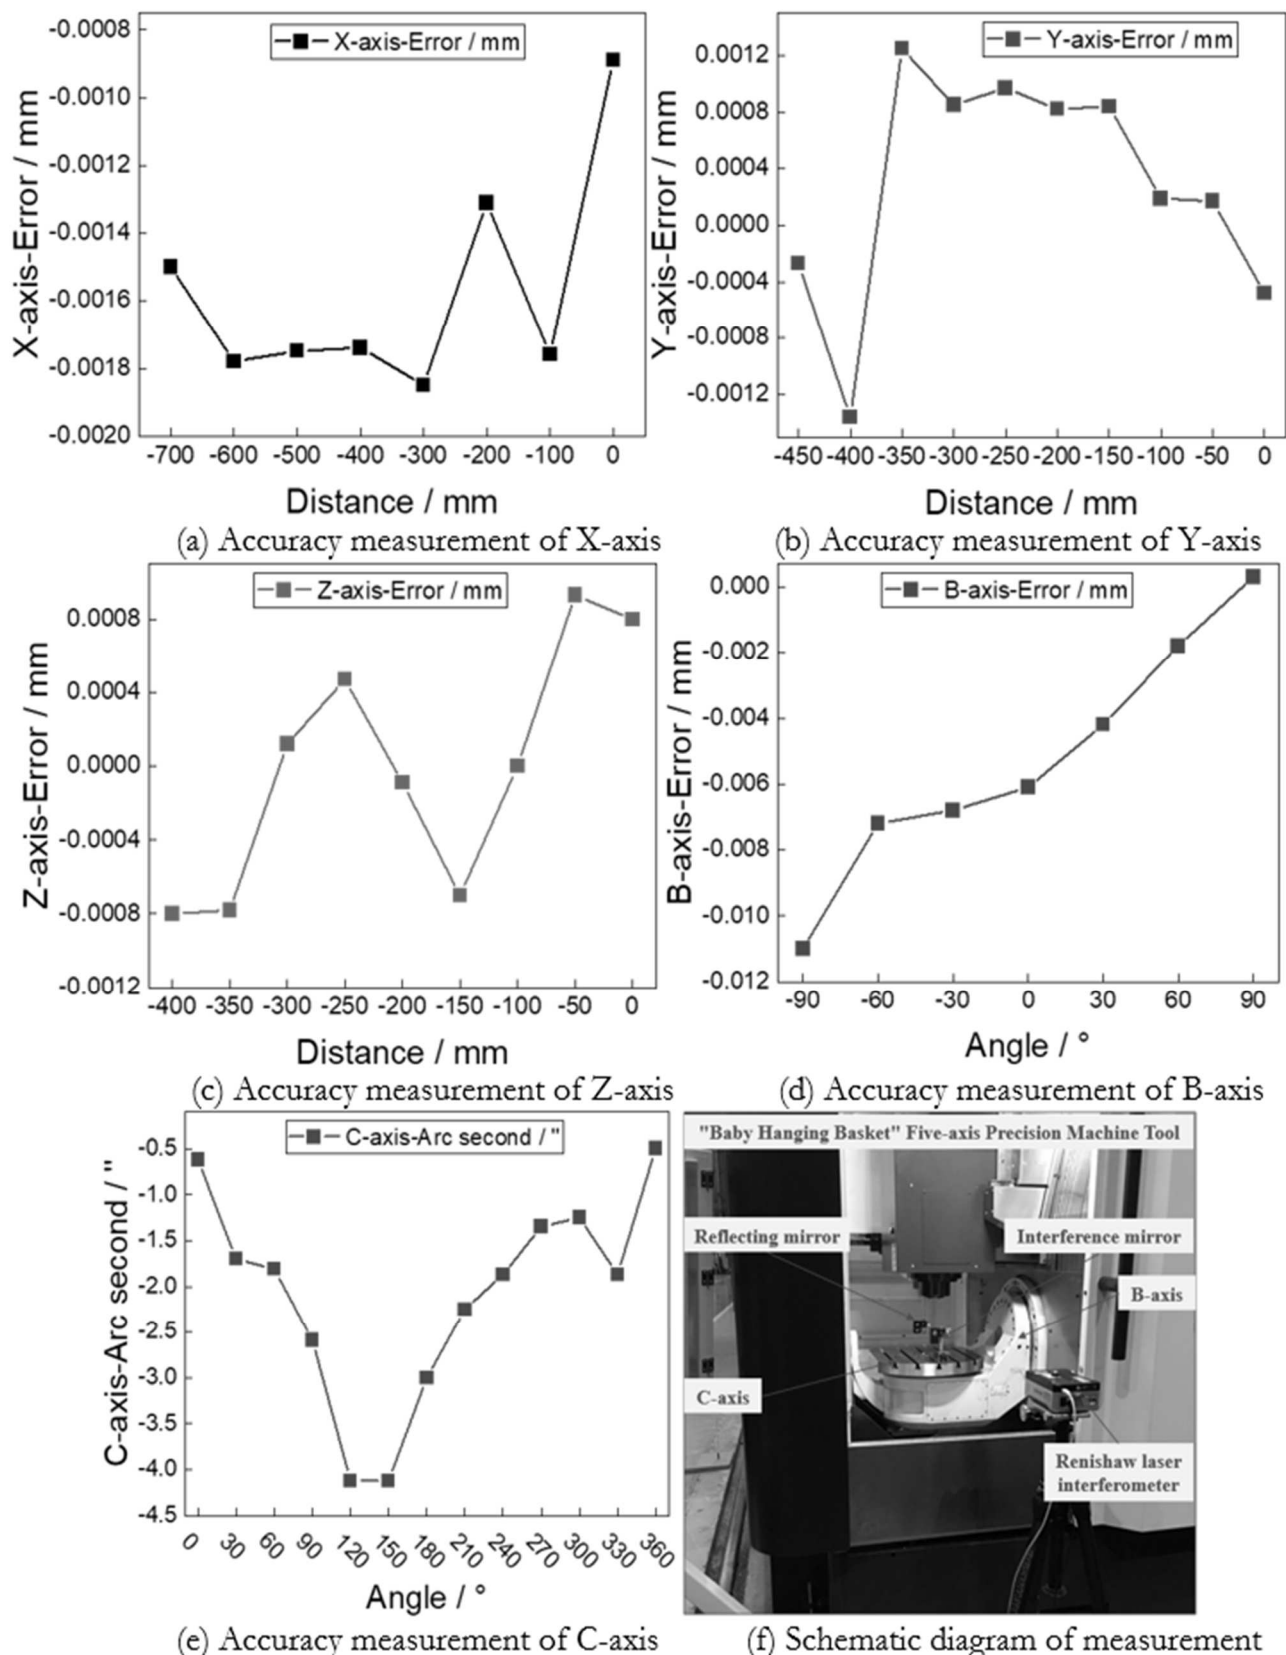 X-axis-Error / mm
X-axis-Error / mm
-0.0008
-0.0010
-0.0012
-0.0014
-0.0016
-0.0018
-0.0020
-700 -600 -500 -400 -300 -200 -100 0
Distance / mm
(a) Accuracy measurement of X-axis
Y-axis-Error / mm
Y-axis-Error / mm
0.0012
0.0008
0.0004
0.0000
-0.0004
-0.0008
-0.0012
-450 -400 -350 -300 -250 -200 -150 -100 -50 0
Distance / mm
(b) Accuracy measurement of Y-axis
Z-axis-Error / mm
Z-axis-Error / mm
0.0008
0.0004
0.0000
-0.0004
-0.0008
-0.0012
-400 -350 -300 -250 -200 -150 -100 -50 0
Distance / mm
(c) Accuracy measurement of Z-axis
B-axis-Error / mm
B-axis-Error / mm
0.000
-0.002
-0.004
-0.006
-0.008
-0.010
-0.012
-90 -60 -30 0 30 60 90
Angle / °
(d) Accuracy measurement of B-axis
C-axis-Arc second / "
C-axis-Arc second / "
-0.5
-1.0
-1.5
-2.0
-2.5
-3.0
-3.5
-4.0
-4.5
0 30 60 90 120 150 180 210 240 270 300 330 360
Angle / °
(e) Accuracy measurement of C-axis
"Baby Hanging Basket" Five-axis Precision Machine Tool
Reflecting mirror
Interference mirror
B-axis
C-axis
Renishaw laser
interferometer
(f) Schematic diagram of measurement